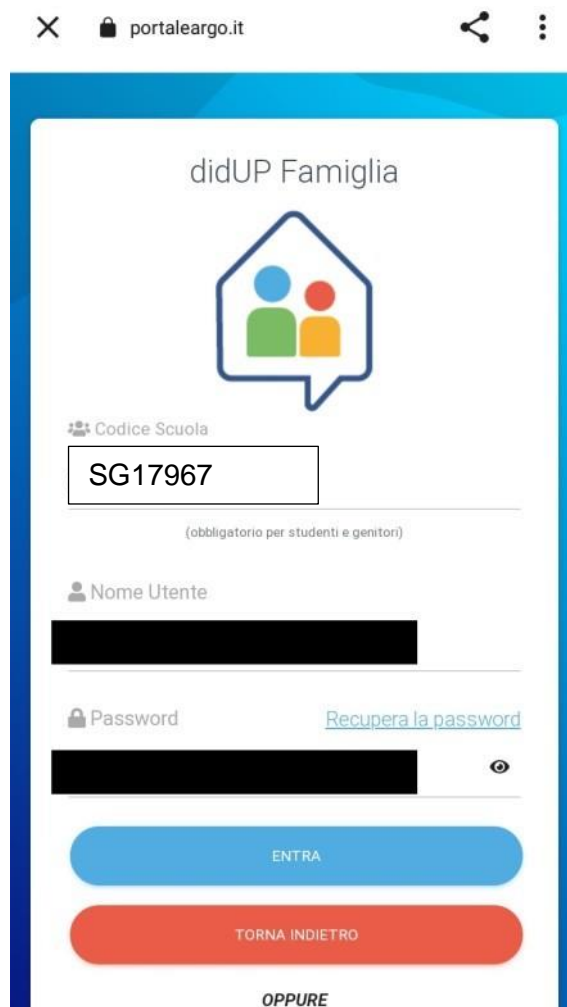 portaleargo.it
didUP Famiglia
Codice Scuola
SG17967
(obbligatorio per studenti e genitori)
Nome Utente
Password Recupera la password
ENTRA
TORNA INDIETRO
OPPURE